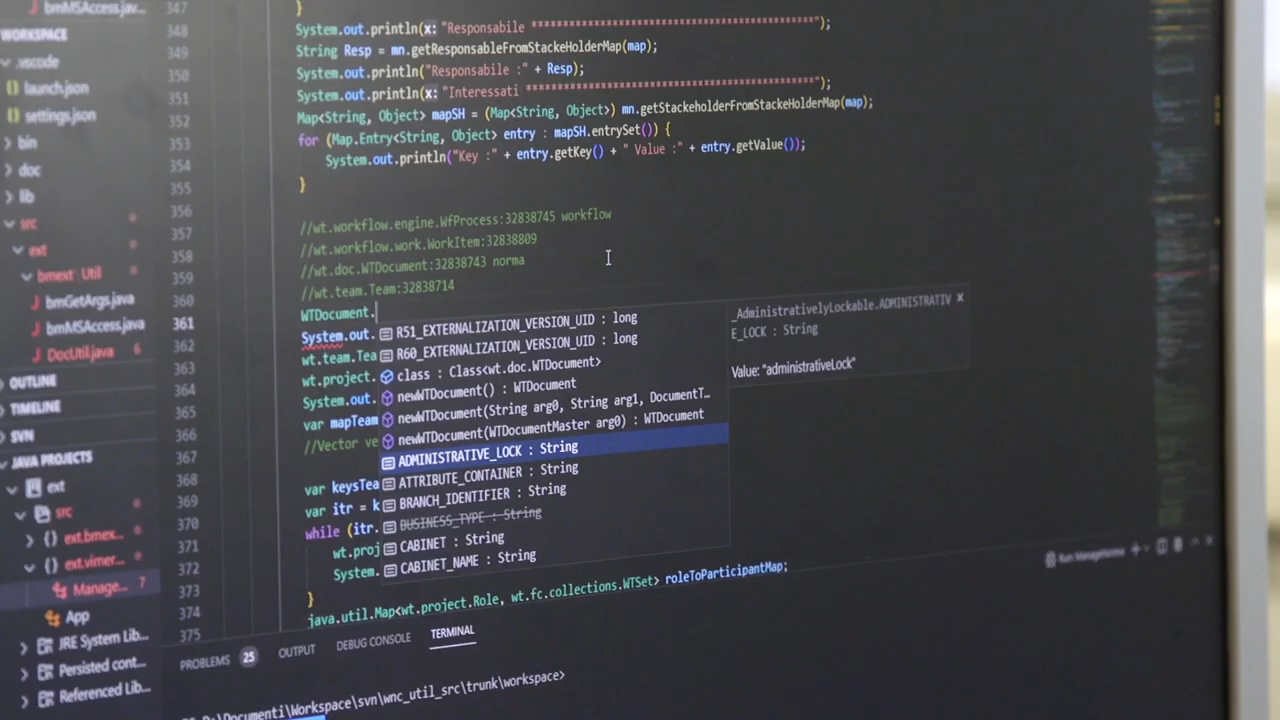 bmMSAccess.jav...
WORKSPACE
.vscode
launch.json
settings.json
bin
doc
lib
src
ext
bmext Util
bmGetArgs.java
bmMSAccess.java
DocUtil.java 6
OUTLINE
TIMELINE
SVN
JAVA PROJECTS
ext
src
ext.bmex...
ext.vimer...
Manage... 7
App
JRE System Lib...
Persisted cont...
Referenced Lib...
347 }
348 System.out.println(x: "Responsabile **************************************");
349 String Resp = mn.getResponsableFromStackeHolderMap(map);
350 System.out.println("Responsabile :" + Resp);
351 System.out.println(x: "Interessati **************************************");
352 Map<String, Object> mapSH = (Map<String, Object>) mn.getStackeholderFromStackeHolderMap(map);
353 for (Map.Entry<String, Object> entry : mapSH.entrySet()) {
354 System.out.println("Key :" + entry.getKey() + " Value :" + entry.getValue());
355 }
356
357 //wt.workflow.engine.WfProcess:32838745 workflow
358 //wt.workflow.work.WorkItem:32838809
359 //wt.doc.WTDocument:32838743 norma
360 //wt.team.Team:32838714
361 WTDocument.
362 System.out.
363 wt.team.Tea
364 wt.project.
365 System.out.
366 var mapTeam
367 //Vector ve
368
369 var keysTea
370 var itr = k
371 while (itr.
372 wt.proj
373 System.
374 }
375 java.util.Map<wt.project.Role, wt.fc.collections.WTSet> roleToParticipantMap;
R51_EXTERNALIZATION_VERSION_UID : long
R60_EXTERNALIZATION_VERSION_UID : long
class : Class<wt.doc.WTDocument>
newWTDocument() : WTDocument
newWTDocument(String arg0, String arg1, DocumentT...
newWTDocument(WTDocumentMaster arg0) : WTDocument
ADMINISTRATIVE_LOCK : String
ATTRIBUTE_CONTAINER : String
BRANCH_IDENTIFIER : String
BUSINESS_TYPE : String
CABINET : String
CABINET_NAME : String
_AdministrativelyLockable.ADMINISTRATIV
E_LOCK : String
Value: "administrativeLock"
PROBLEMS 25 OUTPUT DEBUG CONSOLE TERMINAL
Run
PS D:\Documenti\Workspace\svn\wnc_util_src\trunk\workspace>